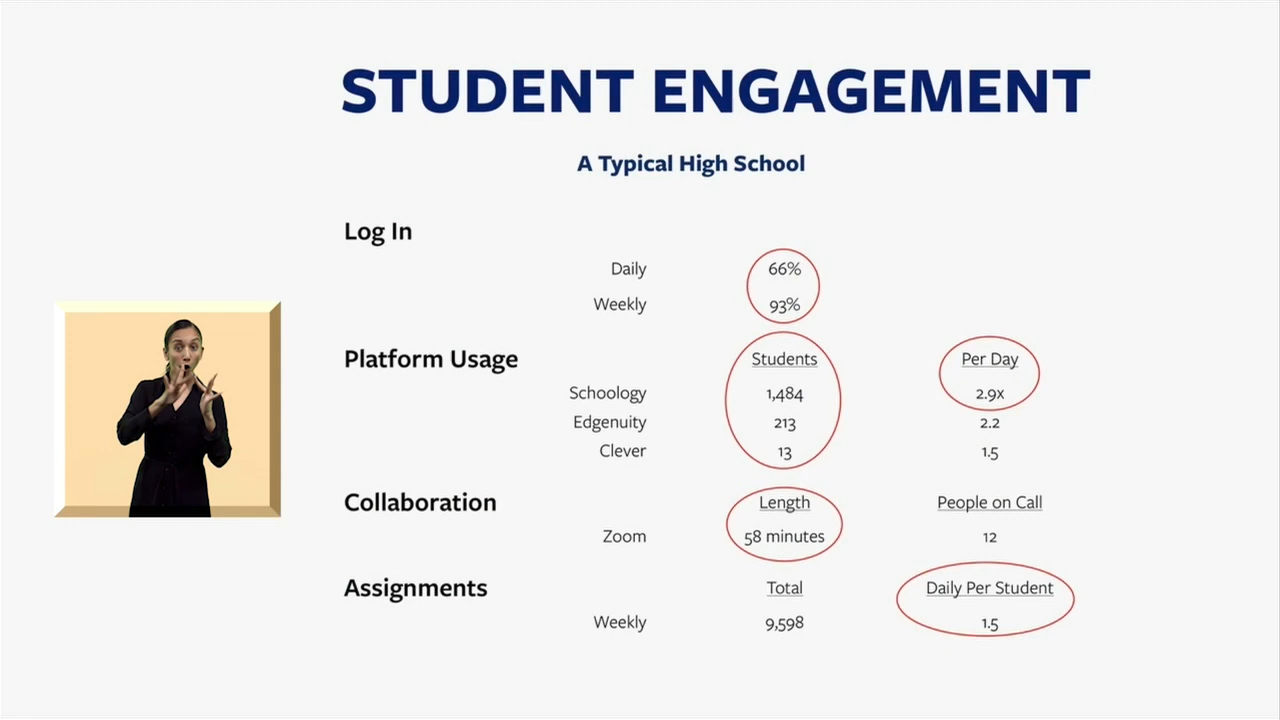 STUDENT ENGAGEMENT
A Typical High School
Log In
Daily 66%
Weekly 93%
Platform Usage Students Per Day
Schoology 1,484 2.9x
Edgenuity 213 2.2
Clever 13 1.5
Collaboration Length People on Call
Zoom 58 minutes 12
Assignments Total Daily Per Student
Weekly 9,598 1.5